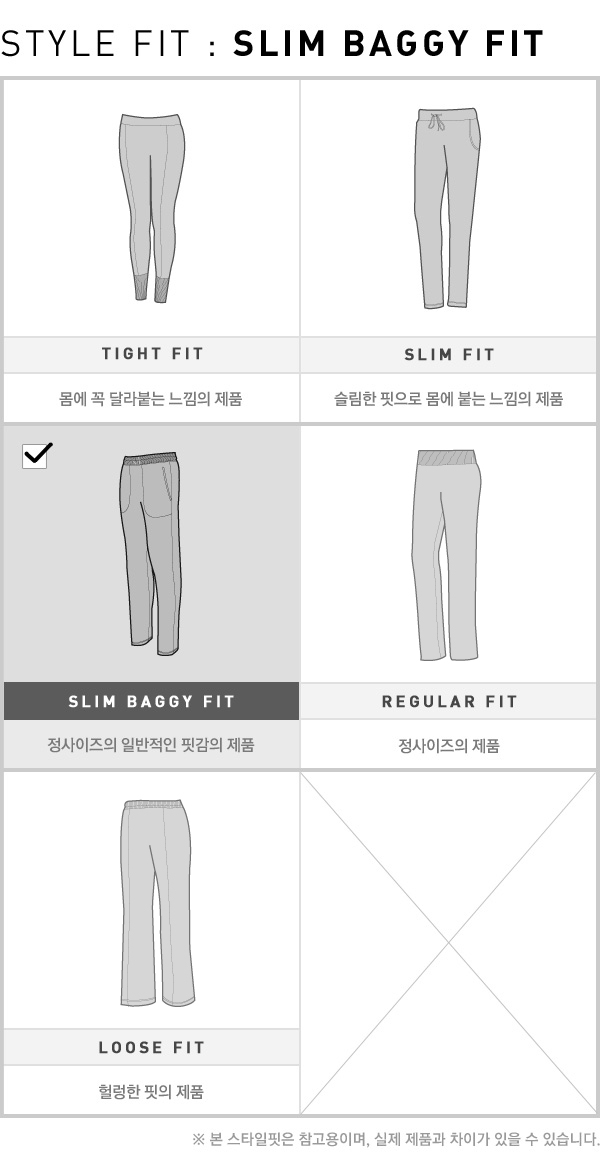 STYLE FIT : SLIM BAGGY FIT
TIGHT FIT
SLIM FIT
몸에 꼭 달라붙는 느낌의 제품
슬림한 핏으로 몸에 붙는 느낌의 제품
SLIM BAGGY FIT
REGULAR FIT
정사이즈의 일반적인 핏감의 제품
정사이즈의 제품
LOOSE FIT
헐렁한 핏의 제품
※ 본 스타일핏은 참고용이며, 실제 제품과 차이가 있을 수 있습니다.